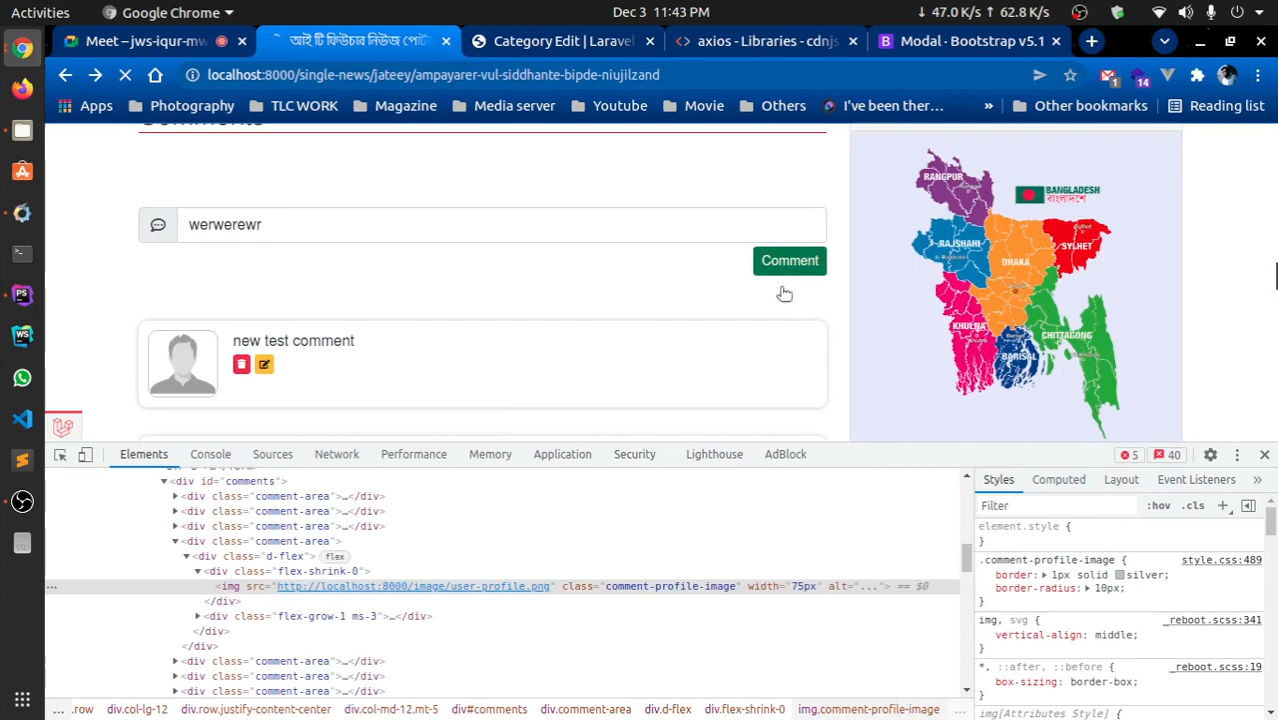 Activities
Google Chrome
Dec 3 11:43 PM
47.0 K/s 62.8 K/s
Meet – jws-iqur-mw
আই টি ফিউচার নিউজ পোর্ট
Category Edit | Laravel
axios - Libraries - cdnjs
Modal · Bootstrap v5.1
localhost:8000/single-news/jateey/ampayarer-vul-siddhante-bipde-niujilzand
1
14
Apps
Photography
TLC WORK
Magazine
Media server
Youtube
Movie
Others
I've been ther...
»
Other bookmarks
Reading list
Comments
werwerewr
Comment
new test comment
RANGPUR
BANGLADESH
বাংলাদেশ
RAJSHAHI
SYLHET
DHAKA
KHULNA
BARISAL
CHITTAGONG
PS
WS
SSD
Elements
Console
Sources
Network
Performance
Memory
Application
Security
Lighthouse
AdBlock
5
40
<div id="comments">
<div class="comment-area">…</div>
<div class="comment-area">…</div>
<div class="comment-area">…</div>
<div class="comment-area">
<div class="d-flex"> flex
<div class="flex-shrink-0">
<img src="http://localhost:8000/image/user-profile.png" class="comment-profile-image" width="75px" alt="..."> == $0
</div>
<div class="flex-grow-1 ms-3">…</div>
</div>
</div>
<div class="comment-area">…</div>
<div class="comment-area">…</div>
<div class="comment-area">…</div>
... .row div.col-lg-12 div.row.justify-content-center div.col-md-12.mt-5 div#comments div.comment-area div.d-flex div.flex-shrink-0 img.comment-profile-image ...
Styles
Computed
Layout
Event Listeners
»
Filter
:hov .cls
element.style {
}
.comment-profile-image { style.css:489
border: 1px solid silver;
border-radius: 10px;
}
img, svg { _reboot.scss:341
vertical-align: middle;
}
*, ::after, ::before { _reboot.scss:19
box-sizing: border-box;
}
img[Attributes Style] {